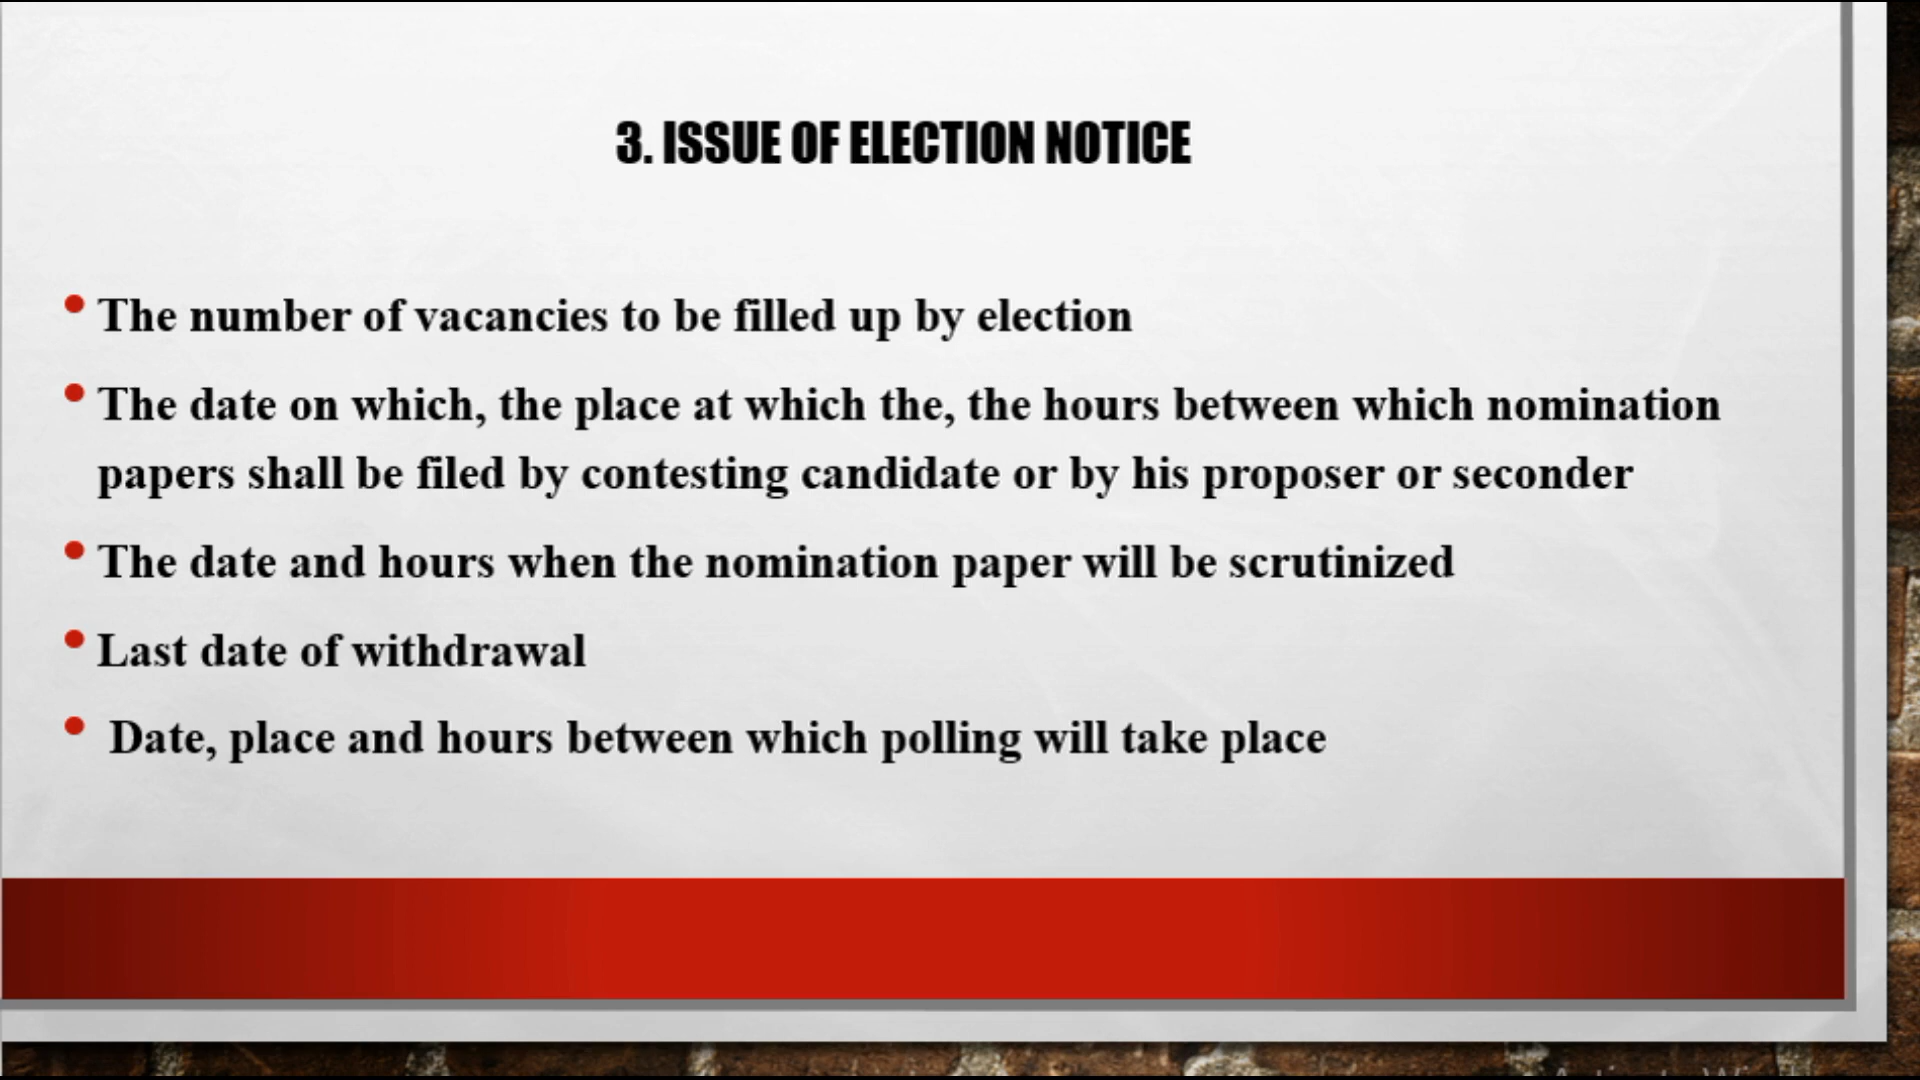 3. ISSUE OF ELECTION NOTICE
• The number of vacancies to be filled up by election
• The date on which, the place at which the, the hours between which nomination
papers shall be filed by contesting candidate or by his proposer or seconder
• The date and hours when the nomination paper will be scrutinized
• Last date of withdrawal
• Date, place and hours between which polling will take place